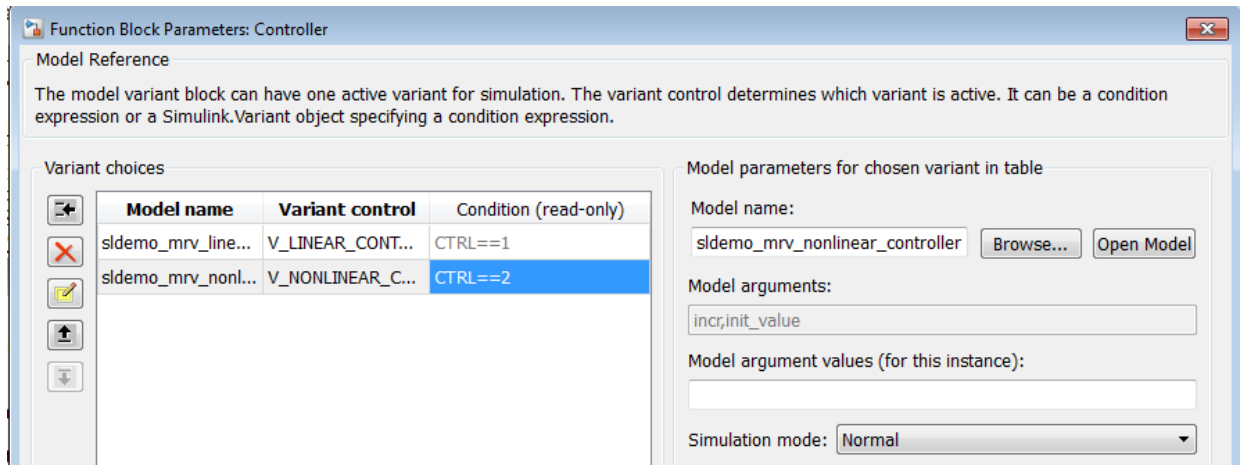 Function Block Parameters: Controller
Model Reference
The model variant block can have one active variant for simulation. The variant control determines which variant is active. It can be a condition
expression or a Simulink.Variant object specifying a condition expression.
Variant choices
Model name Variant control Condition (read-only)
sldemo_mrv_line... V_LINEAR_CONT... CTRL==1
sldemo_mrv_nonl... V_NONLINEAR_C... CTRL==2
Model parameters for chosen variant in table
Model name:
sldemo_mrv_nonlinear_controller Browse... Open Model
Model arguments:
incr,init_value
Model argument values (for this instance):
Simulation mode: Normal